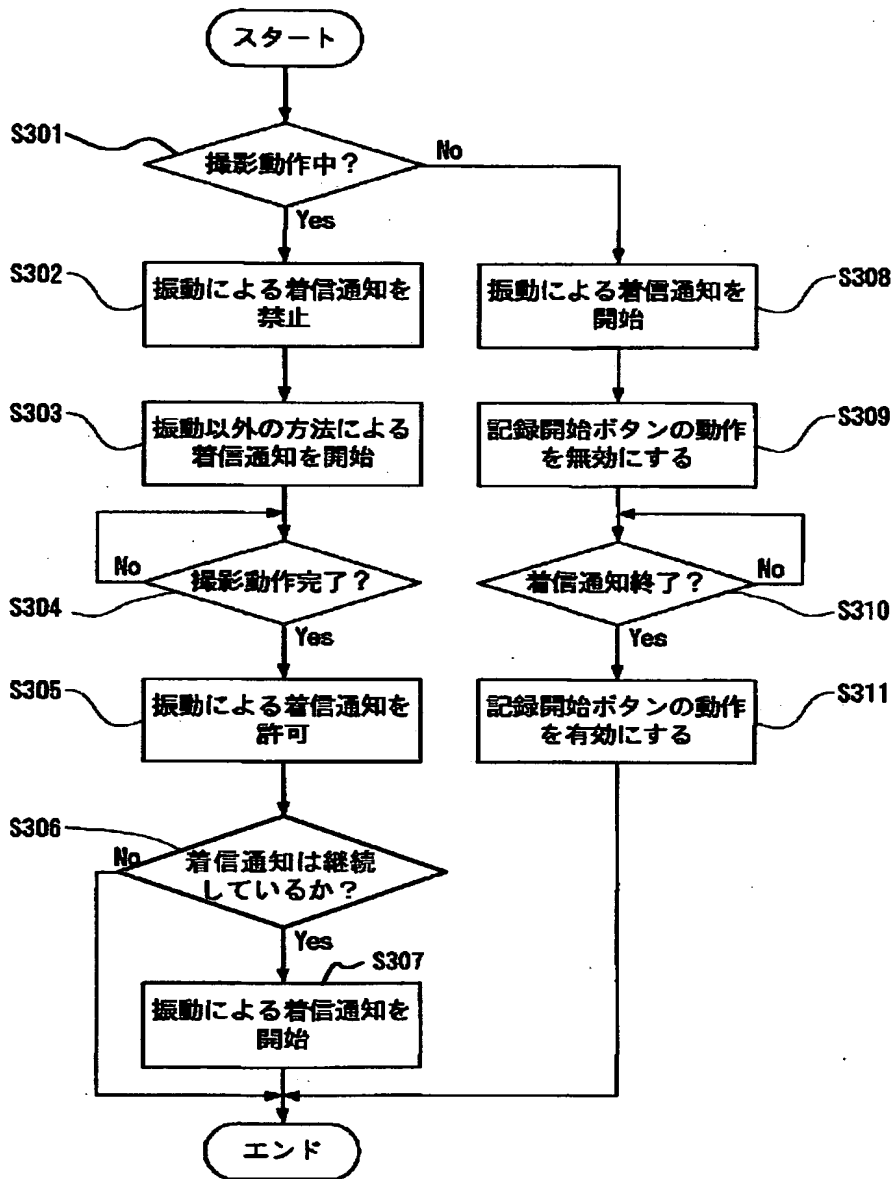 スタート
S301
撮影動作中？
No
Yes
S302
振動による着信通知を
禁止
S303
振動以外の方法による
着信通知を開始
No
撮影動作完了？
S304
Yes
S305
振動による着信通知を
許可
S306
No
着信通知は継続
しているか？
Yes
S307
振動による着信通知を
開始
S308
振動による着信通知を
開始
S309
記録開始ボタンの動作
を無効にする
着信通知終了？
No
S310
Yes
S311
記録開始ボタンの動作
を有効にする
エンド